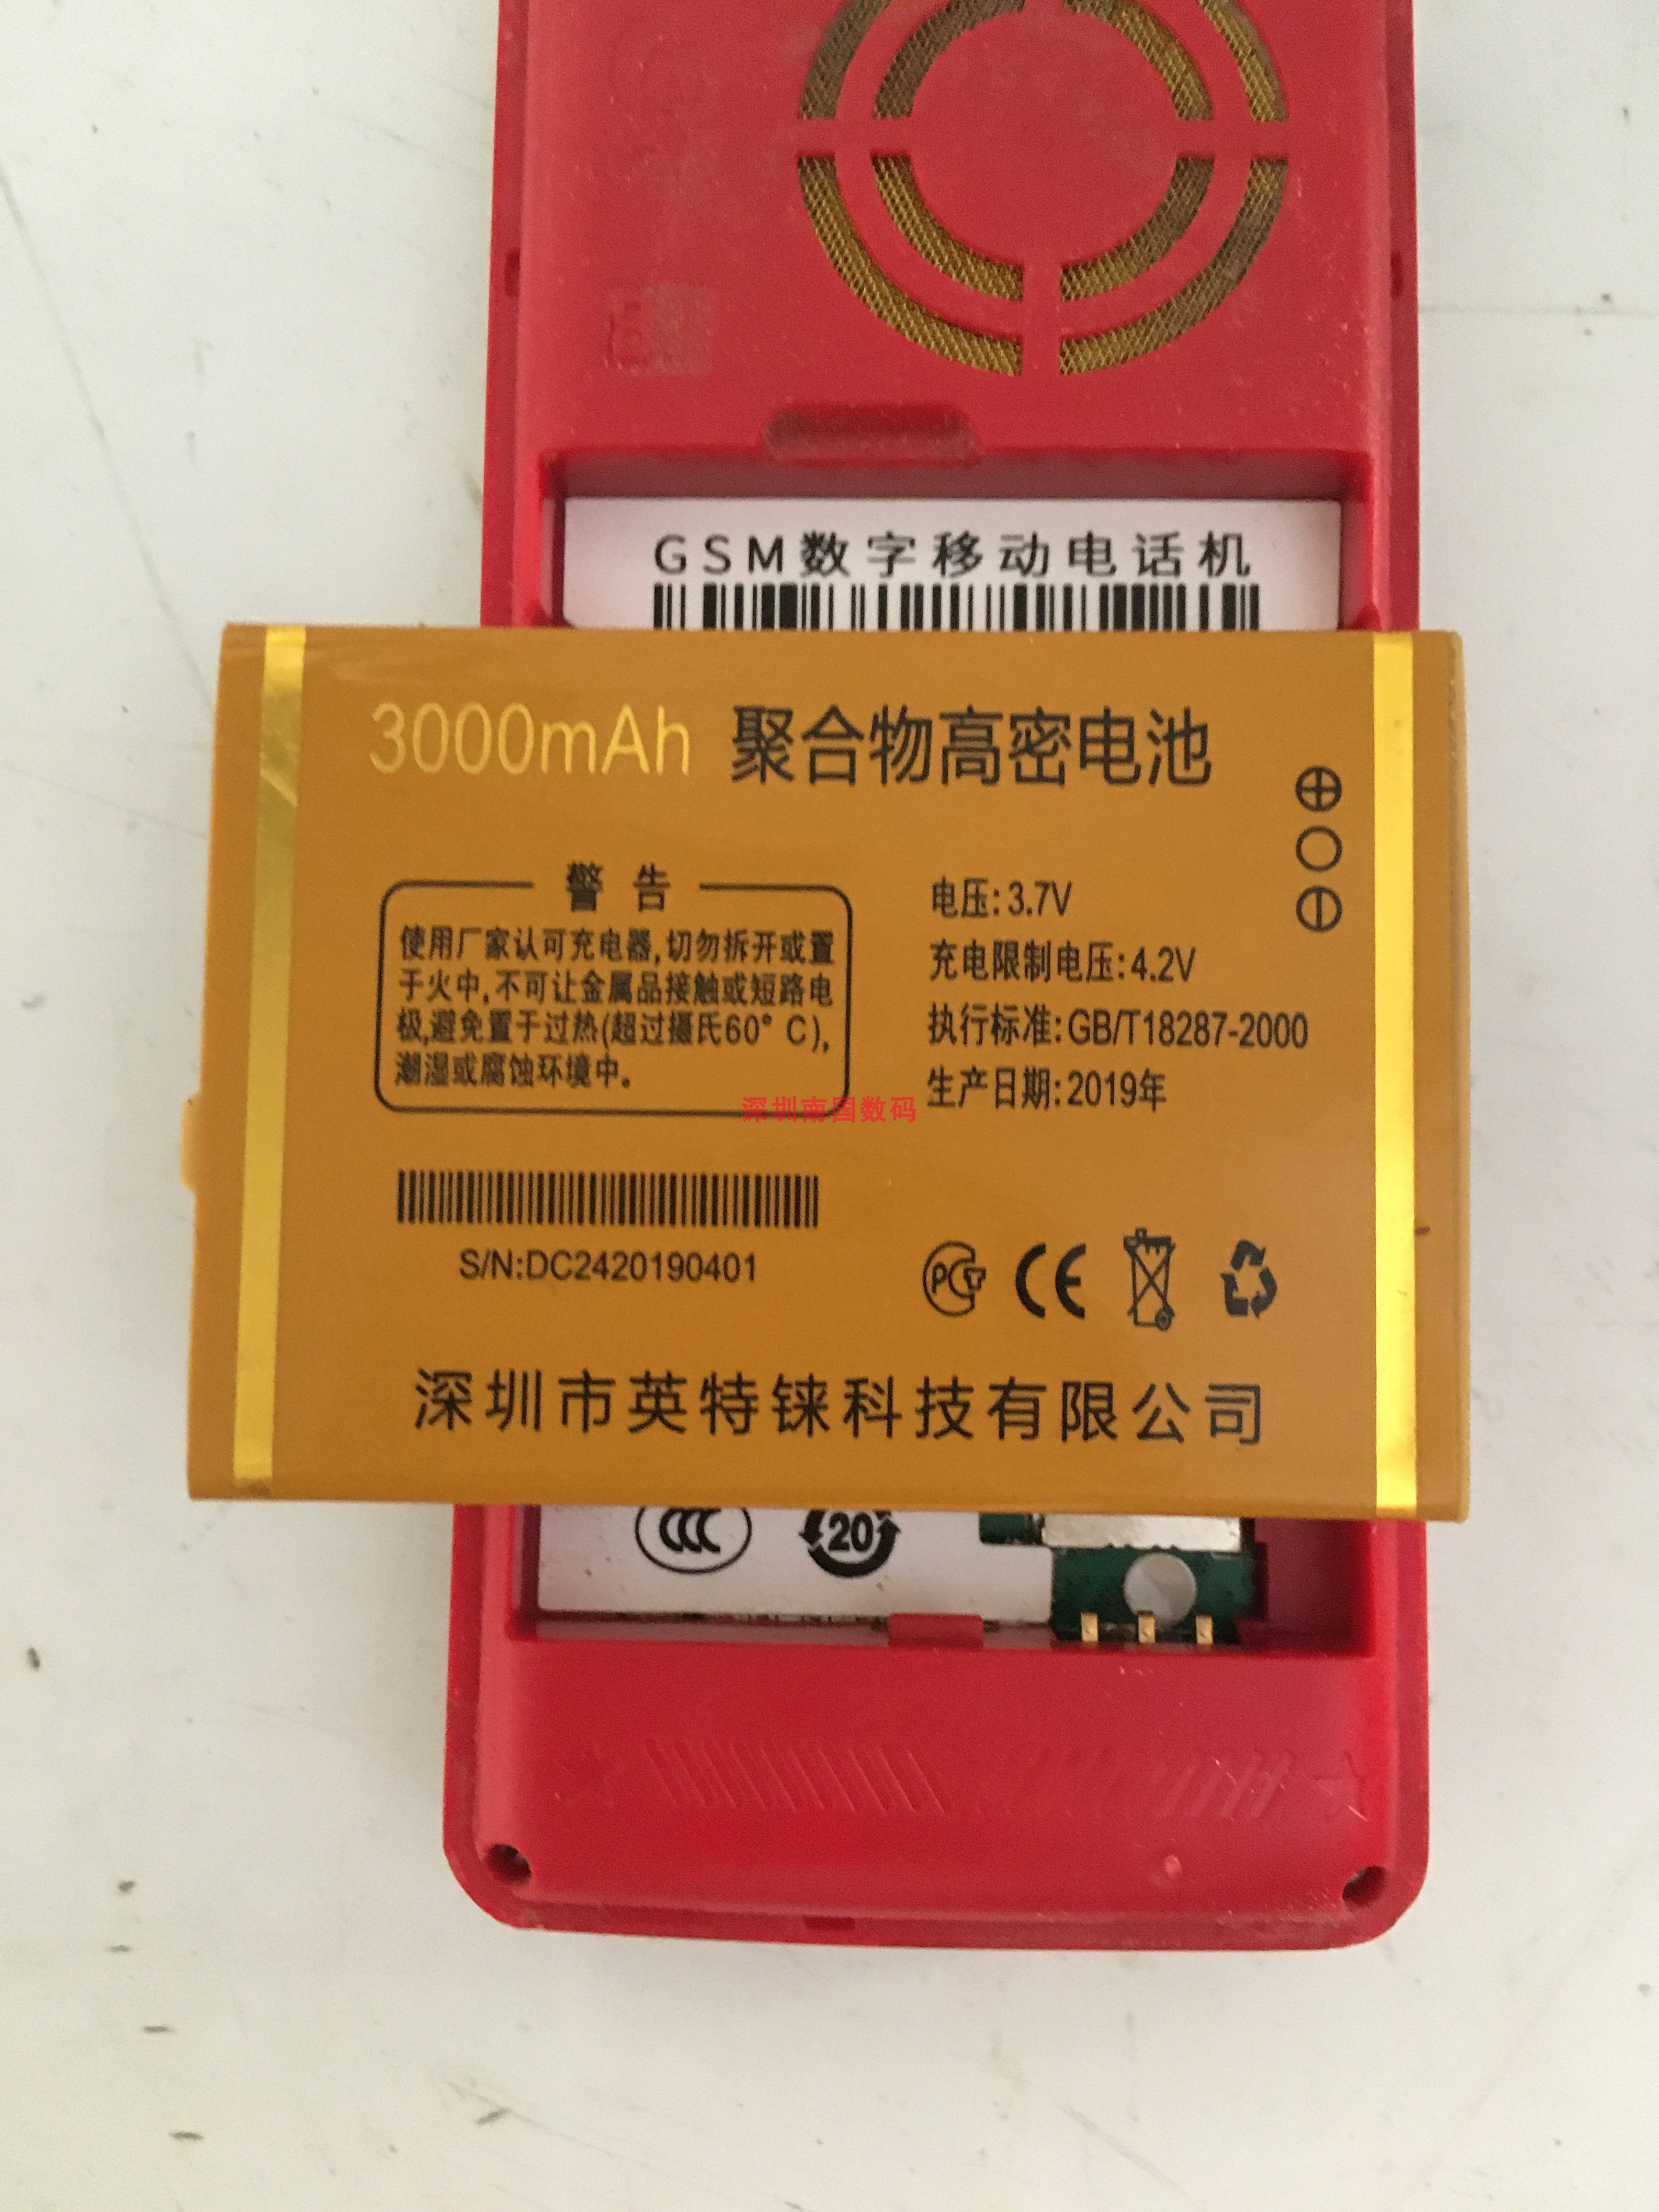 GSM数字移动电话机
3000mAh 聚合物高密电池
警告
使用厂家认可充电器,切勿拆开或置
于火中,不可让金属品接触或短路电
极,避免置于过热(超过摄氏60°C),
潮湿或腐蚀环境中。
电压:3.7V
充电限制电压:4.2V
执行标准:GB/T18287-2000
生产日期:2019年
深圳南国数码
S/N:DC2420190401
PCT CE
深圳市英特铼科技有限公司
CCC 20